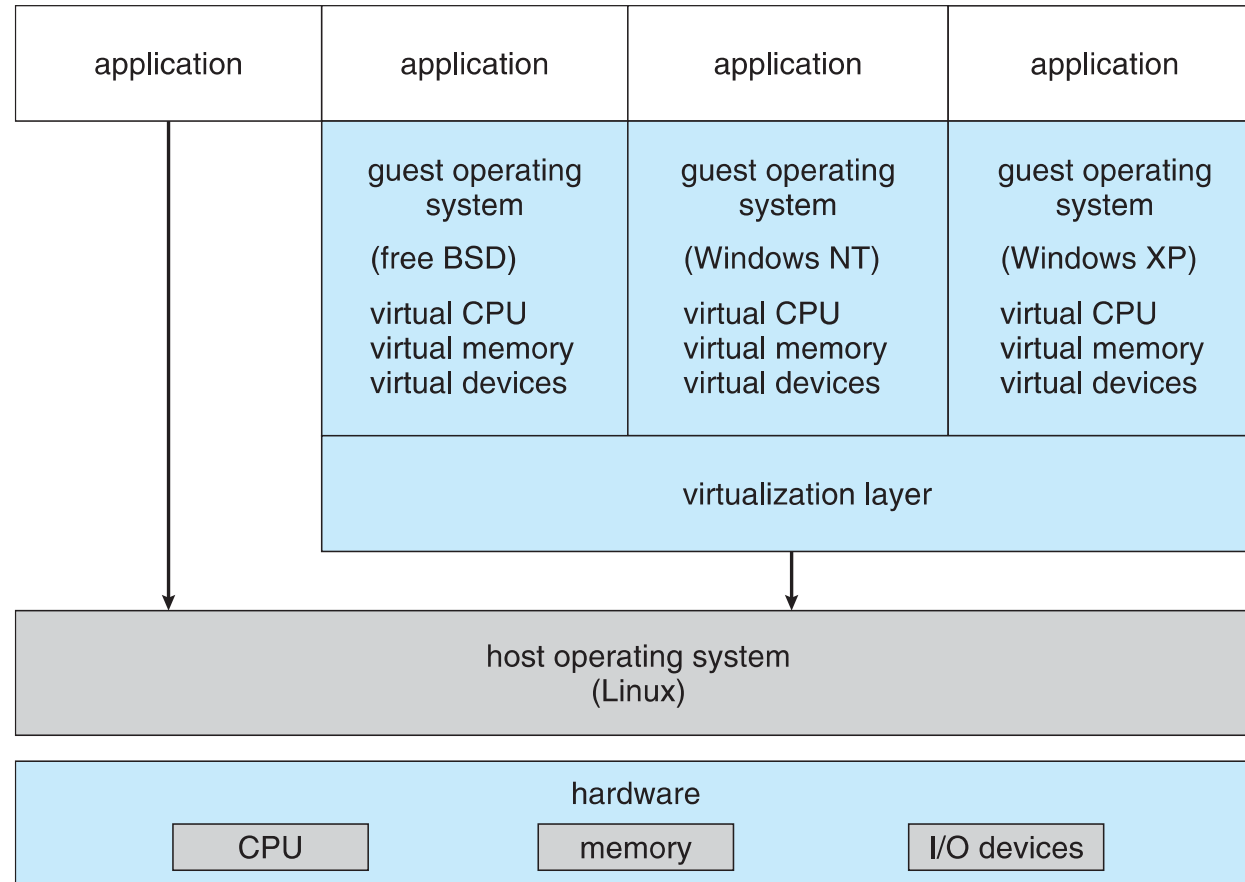 application
application
application
application
guest operating
system
(free BSD)
virtual CPU
virtual memory
virtual devices
guest operating
system
(Windows NT)
virtual CPU
virtual memory
virtual devices
guest operating
system
(Windows XP)
virtual CPU
virtual memory
virtual devices
virtualization layer
host operating system
(Linux)
hardware
CPU
memory
I/O devices